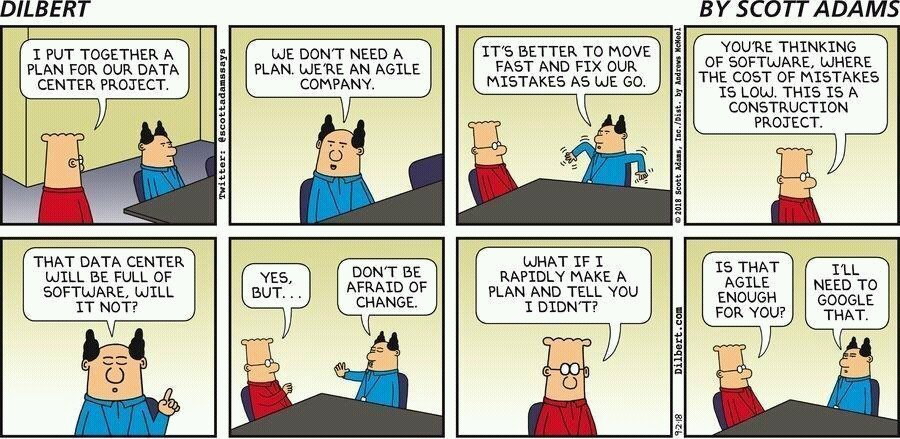 DILBERT
BY SCOTT ADAMS
I PUT TOGETHER A
PLAN FOR OUR DATA
CENTER PROJECT.
Twitter: @scottadamssays
WE DON'T NEED A
PLAN. WE'RE AN AGILE
COMPANY.
IT'S BETTER TO MOVE
FAST AND FIX OUR
MISTAKES AS WE GO.
© 2018 Scott Adams, Inc./Dist. by Andrews McMeel
YOU'RE THINKING
OF SOFTWARE, WHERE
THE COST OF MISTAKES
IS LOW. THIS IS A
CONSTRUCTION
PROJECT.
THAT DATA CENTER
WILL BE FULL OF
SOFTWARE, WILL
IT NOT?
YES,
BUT...
DON'T BE
AFRAID OF
CHANGE.
WHAT IF I
RAPIDLY MAKE A
PLAN AND TELL YOU
I DIDN'T?
Dilbert.com
9-2-18
IS THAT
AGILE
ENOUGH
FOR YOU?
I'LL
NEED TO
GOOGLE
THAT.